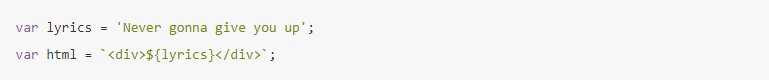 var lyrics = 'Never gonna give you up';
var html = `<div>${lyrics}</div>`;